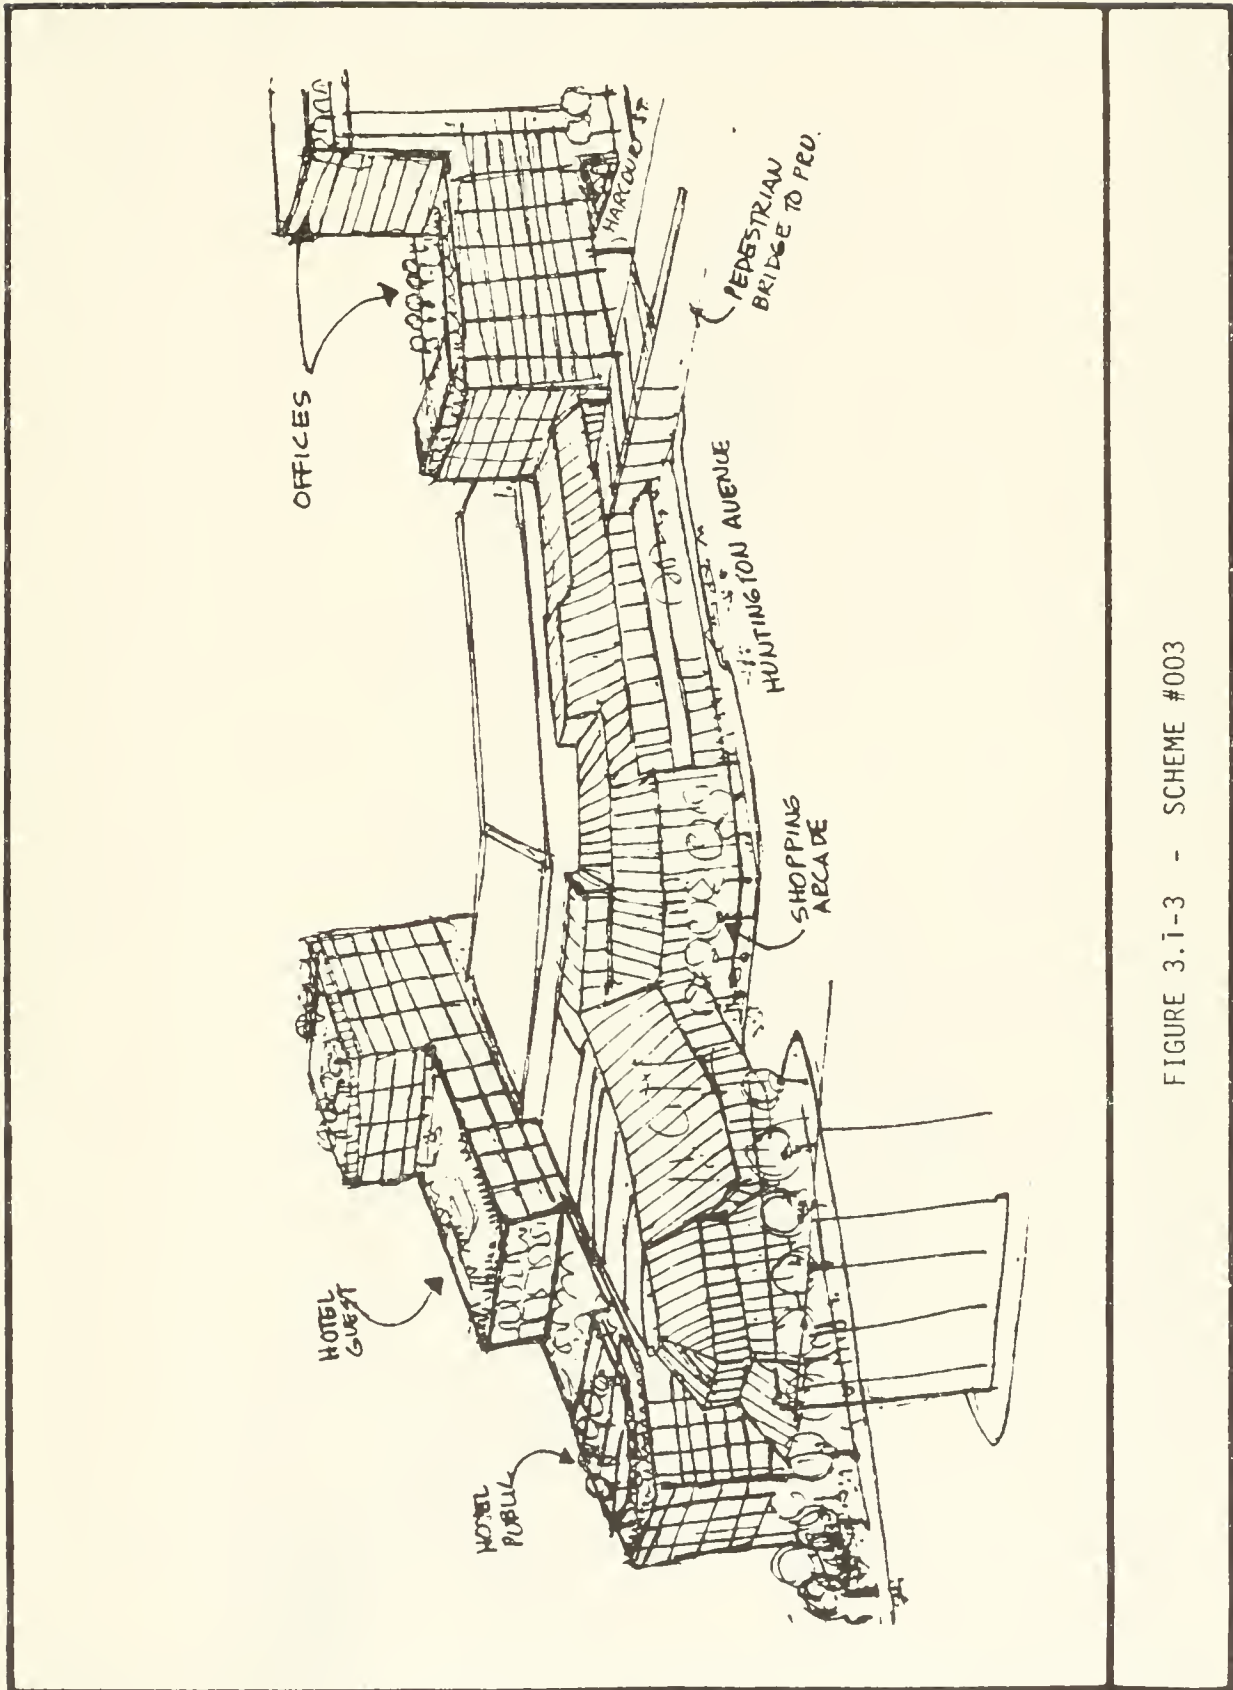 OFFICES
HOTEL
GUEST
HOTEL
PUBLIC
HARCOURT ST.
PEDESTRIAN
BRIDGE TO PRU.
HUNTINGTON AVENUE
SHOPPING
ARCADE
FIGURE 3.1-3 - SCHEME #003